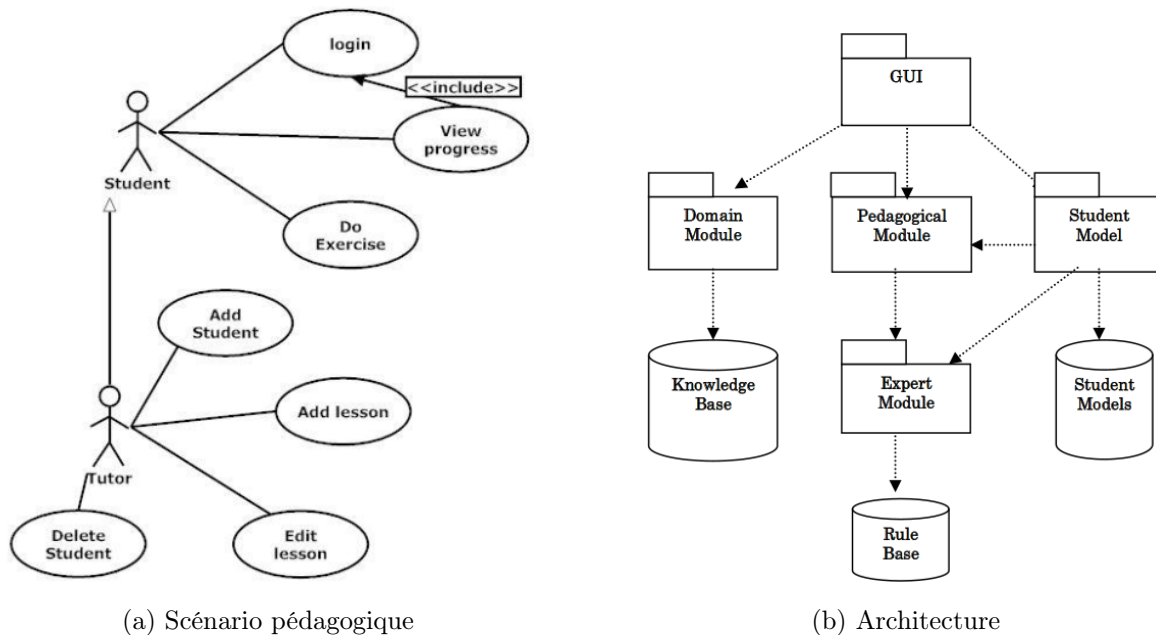 login
<<include>>
View
progress
Student
Do
Exercise
Add
Student
Add lesson
Tutor
Delete
Student
Edit
lesson
(a) Scénario pédagogique
GUI
Domain
Module
Pedagogical
Module
Student
Model
Knowledge
Base
Expert
Module
Student
Models
Rule
Base
(b) Architecture